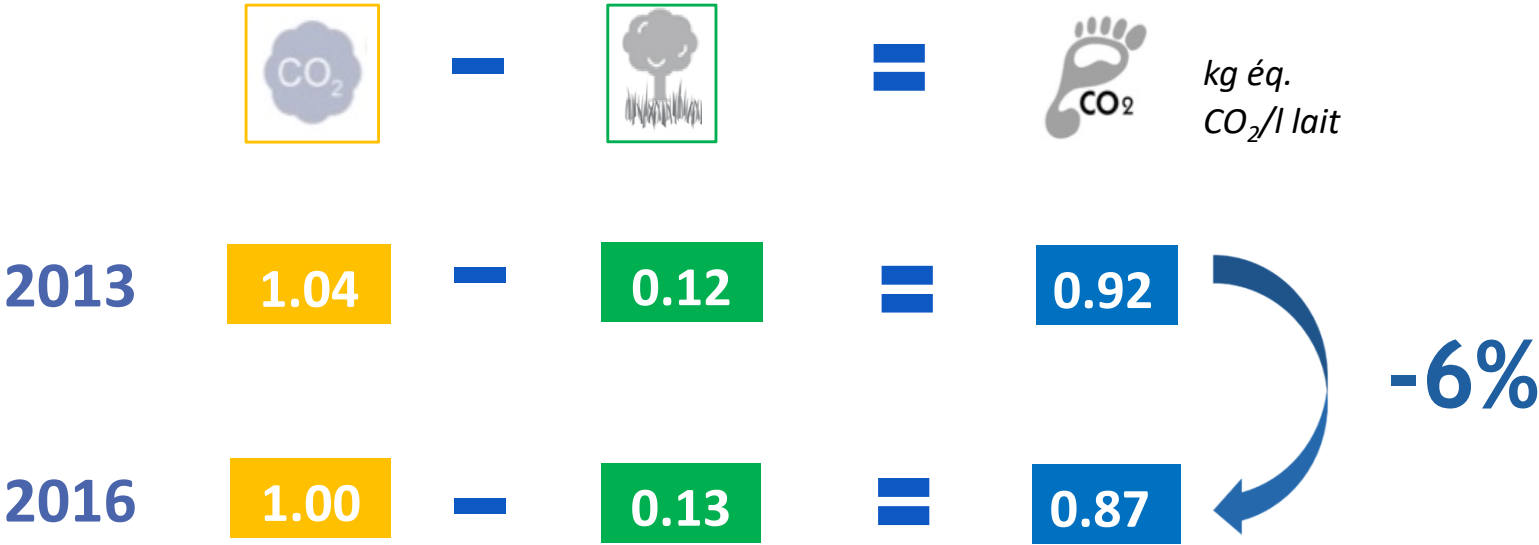 CO2
CO2
kg éq.
CO2/l lait
2013 1.04 - 0.12 = 0.92
-6%
2016 1.00 - 0.13 = 0.87